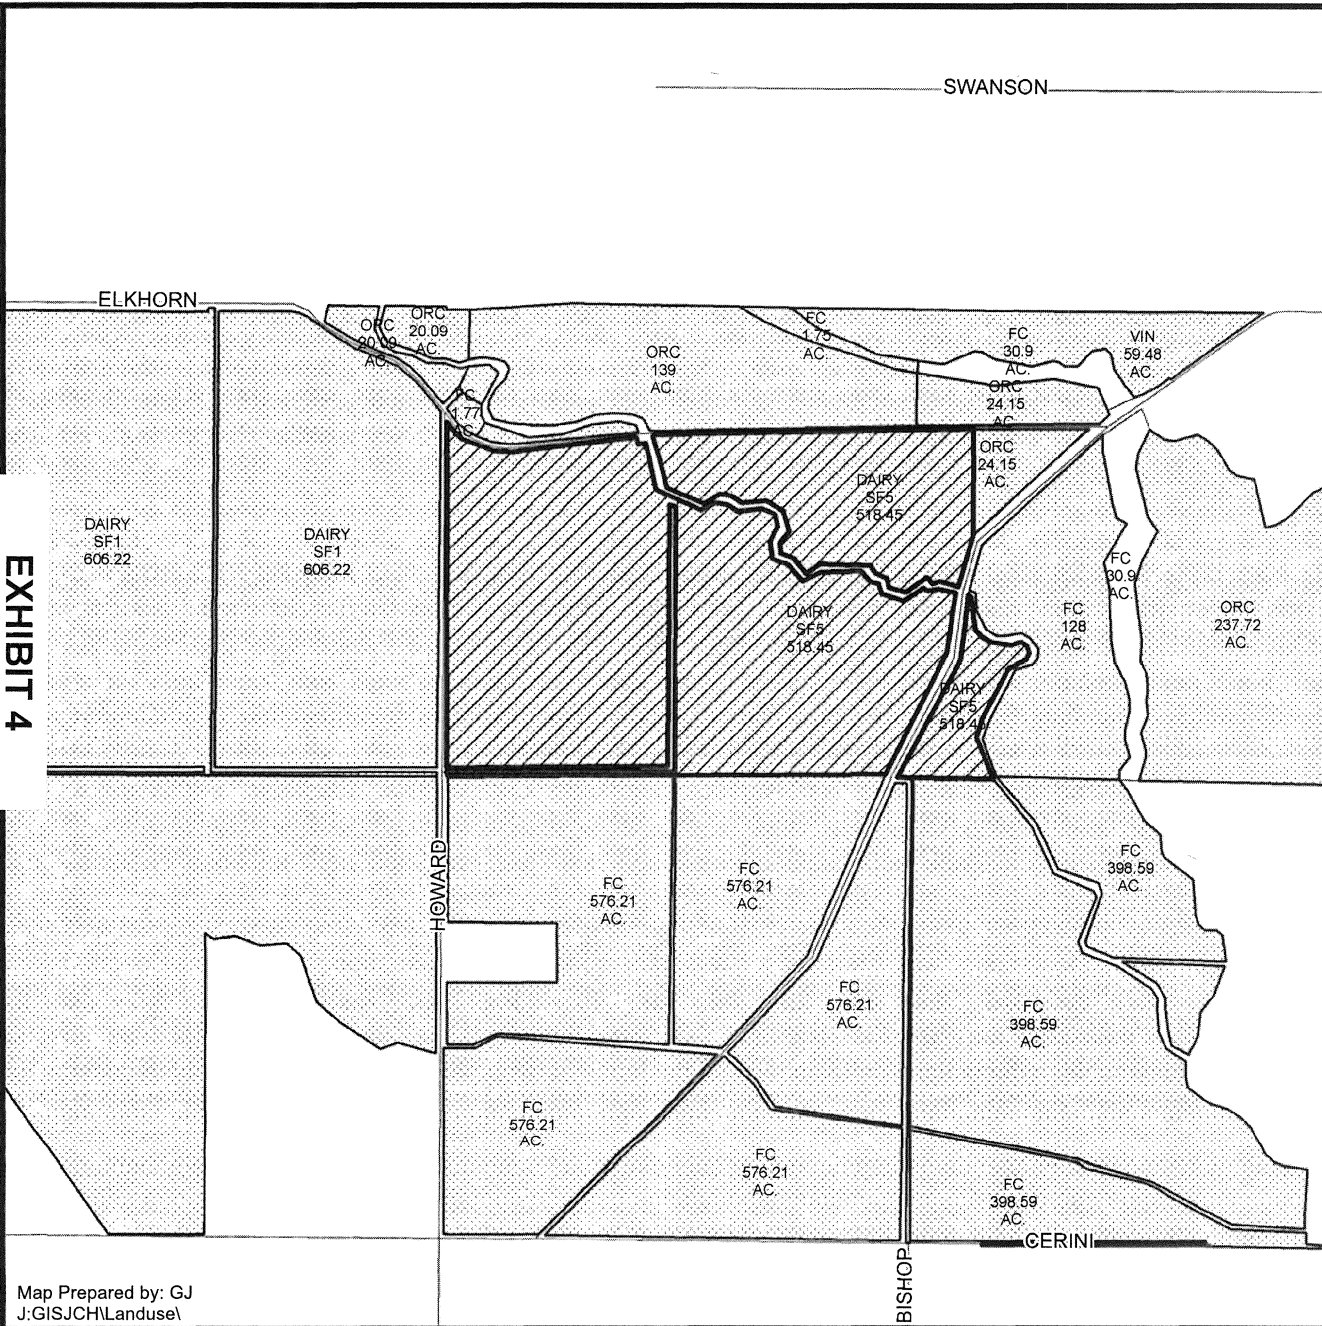 SWANSON
ELKHORN
ORC
20.09
AC.
ORC
20.09
AC.
ORC
139
AC.
FC
1.75
AC.
FC
30.9
AC.
VIN
59.48
AC.
ORC
24.15
AC.
FC
1.77
AC.
ORC
24.15
AC.
DAIRY
SF1
606.22
DAIRY
SF1
606.22
DAIRY
SF5
518.45
DAIRY
SF5
518.45
DAIRY
SF5
518.45
FC
128
AC.
FC
30.9
AC.
ORC
237.72
AC.
EXHIBIT 4
HOWARD
FC
576.21
AC.
FC
576.21
AC.
FC
398.59
AC.
FC
576.21
AC.
FC
398.59
AC.
FC
576.21
AC.
FC
576.21
AC.
FC
398.59
AC.
CERINI
BISHOP
Map Prepared by: GJ
J:GISJCH\Landuse\